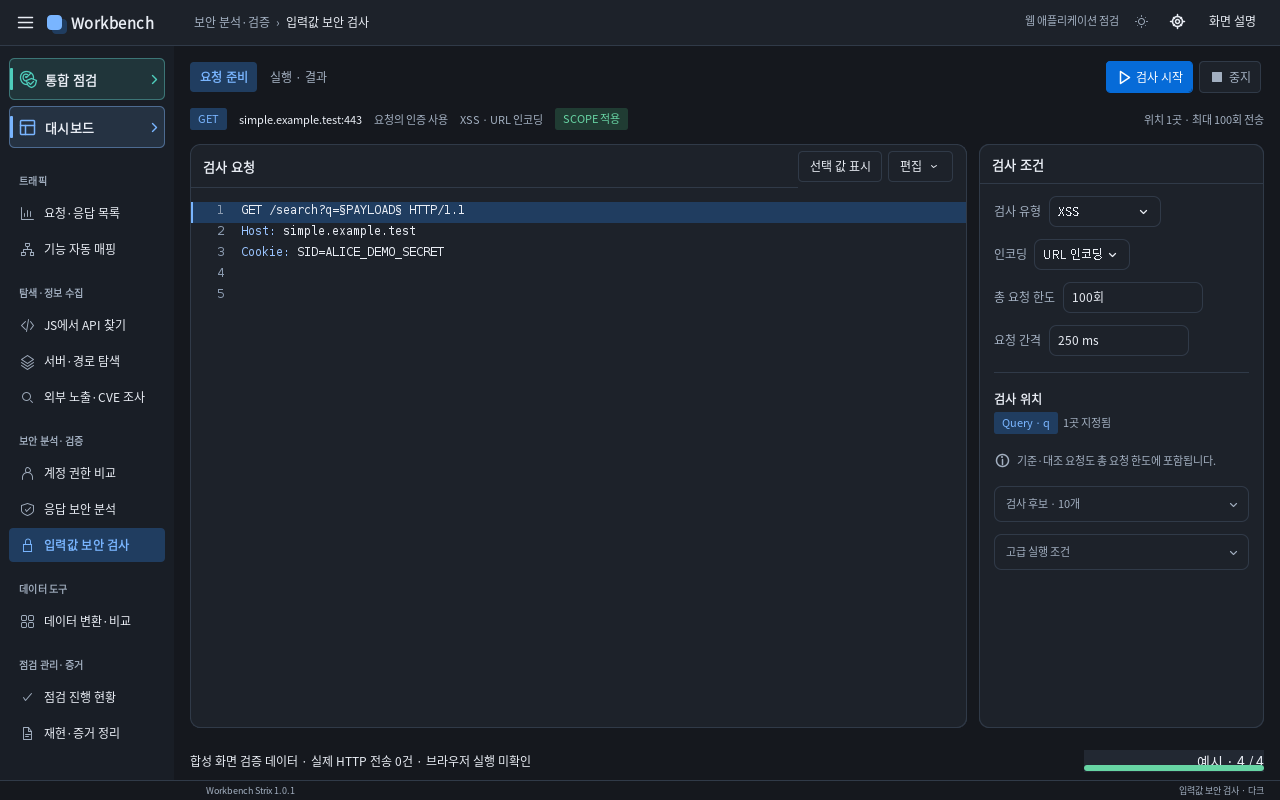 Workbench
보안 분석·검증 › 입력값 보안 검사
웹 애플리케이션 점검
화면 설명
통합 점검
대시보드
트래픽
요청·응답 목록
기능 자동 매핑
탐색·정보 수집
JS에서 API 찾기
서버·경로 탐색
외부 노출·CVE 조사
보안 분석·검증
계정 권한 비교
응답 보안 분석
입력값 보안 검사
데이터 도구
데이터 변환·비교
점검 관리·증거
점검 진행 현황
재현·증거 정리
요청 준비
실행 · 결과
검사 시작
중지
GET simple.example.test:443 요청의 인증 사용 XSS · URL 인코딩 SCOPE 적용
위치 1곳 · 최대 100회 전송
검사 요청
선택 값 표시
편집
1 GET /search?q=§PAYLOAD§ HTTP/1.1
2 Host: simple.example.test
3 Cookie: SID=ALICE_DEMO_SECRET
4
5
검사 조건
검사 유형 XSS
인코딩 URL 인코딩
총 요청 한도 100회
요청 간격 250 ms
검사 위치
Query · q 1곳 지정됨
기준·대조 요청도 총 요청 한도에 포함됩니다.
검사 후보 · 10개
고급 실행 조건
합성 화면 검증 데이터 · 실제 HTTP 전송 0건 · 브라우저 실행 미확인
예시 · 4 / 4
Workbench Strix 1.0.1
입력값 보안 검사 · 다크